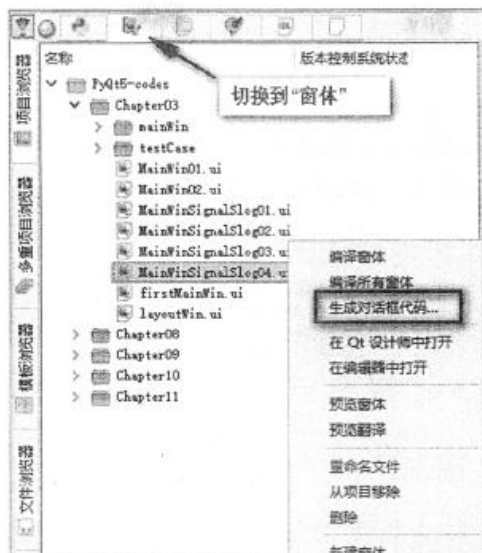 名称
版本控制系统状态
切换到“窗体”
项目浏览器
多重项目浏览器
模板浏览器
文件浏览器
PyQt5-codes
Chapter03
mainWin
testCase
MainWin01.ui
MainWin02.ui
MainWinSignalSlog01.ui
MainWinSignalSlog02.ui
MainWinSignalSlog03.ui
MainWinSignalSlog04.u
firstMainWin.ui
layoutWin.ui
Chapter08
Chapter09
Chapter10
Chapter11
编译窗体
编译所有窗体
生成对话框代码...
在 Qt 设计师中打开
在编辑器中打开
预览窗体
预览翻译
重命名文件
从项目移除
删除
新建窗体